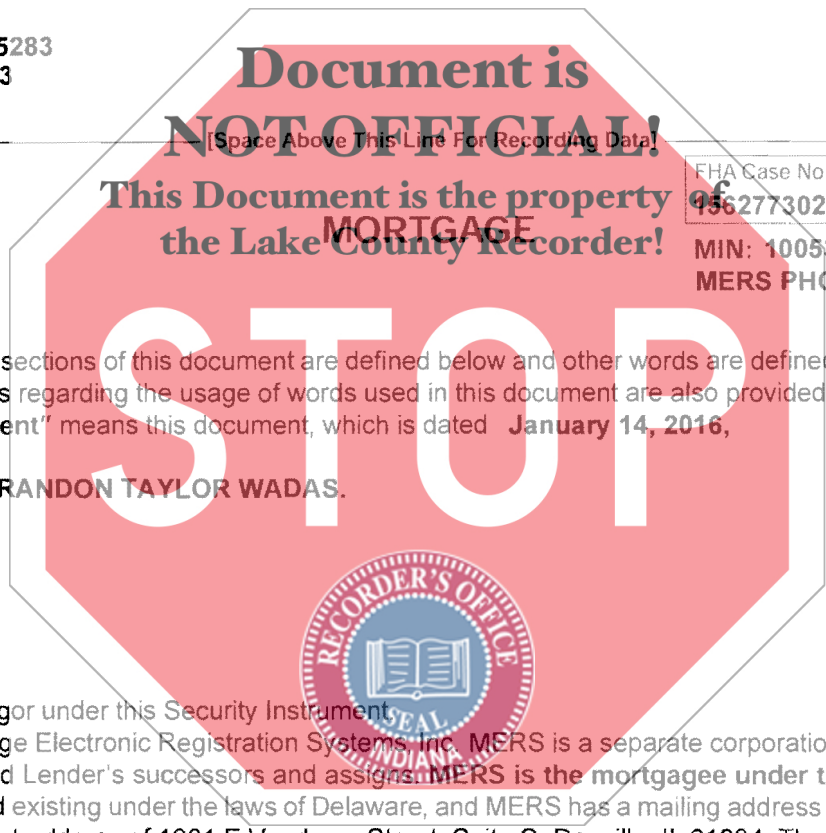 5283
3
Document is
NOT OFFICIAL!
[Space Above This Line For Recording Data]
This Document is the property of
the Lake County Recorder!
FHA Case No
156277302
MORTGAGE
MIN: 1005
MERS PHO
STOP
sections of this document are defined below and other words are defined
s regarding the usage of words used in this document are also provided
ent" means this document, which is dated January 14, 2016,
RANDON TAYLOR WADAS.
RECORDER'S OFFICE
SEAL
INDIANA
gor under this Security Instrument.
ge Electronic Registration Systems, Inc. MERS is a separate corporatio
d Lender's successors and assigns. MERS is the mortgagee under t
d existing under the laws of Delaware, and MERS has a mailing address